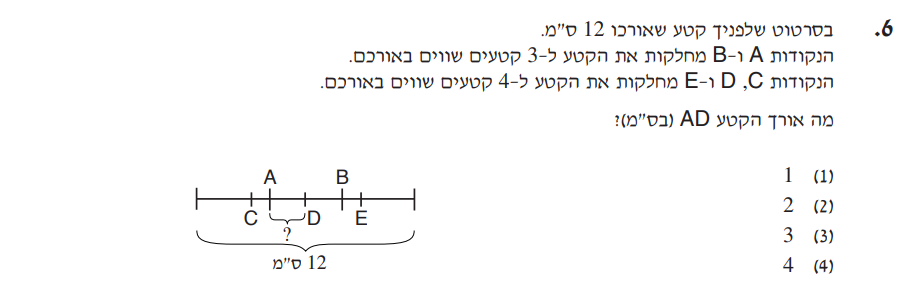 6. בסרטוט שלפניך קטע שאורכו 12 ס"מ.
הנקודות A ו-B מחלקות את הקטע ל-3 קטעים שווים באורכם.
הנקודות C, D ו-E מחלקות את הקטע ל-4 קטעים שווים באורכם.
מה אורך הקטע AD (בס"מ)?
(1) 1
(2) 2
(3) 3
(4) 4
A B
C D E
?
12 ס"מ